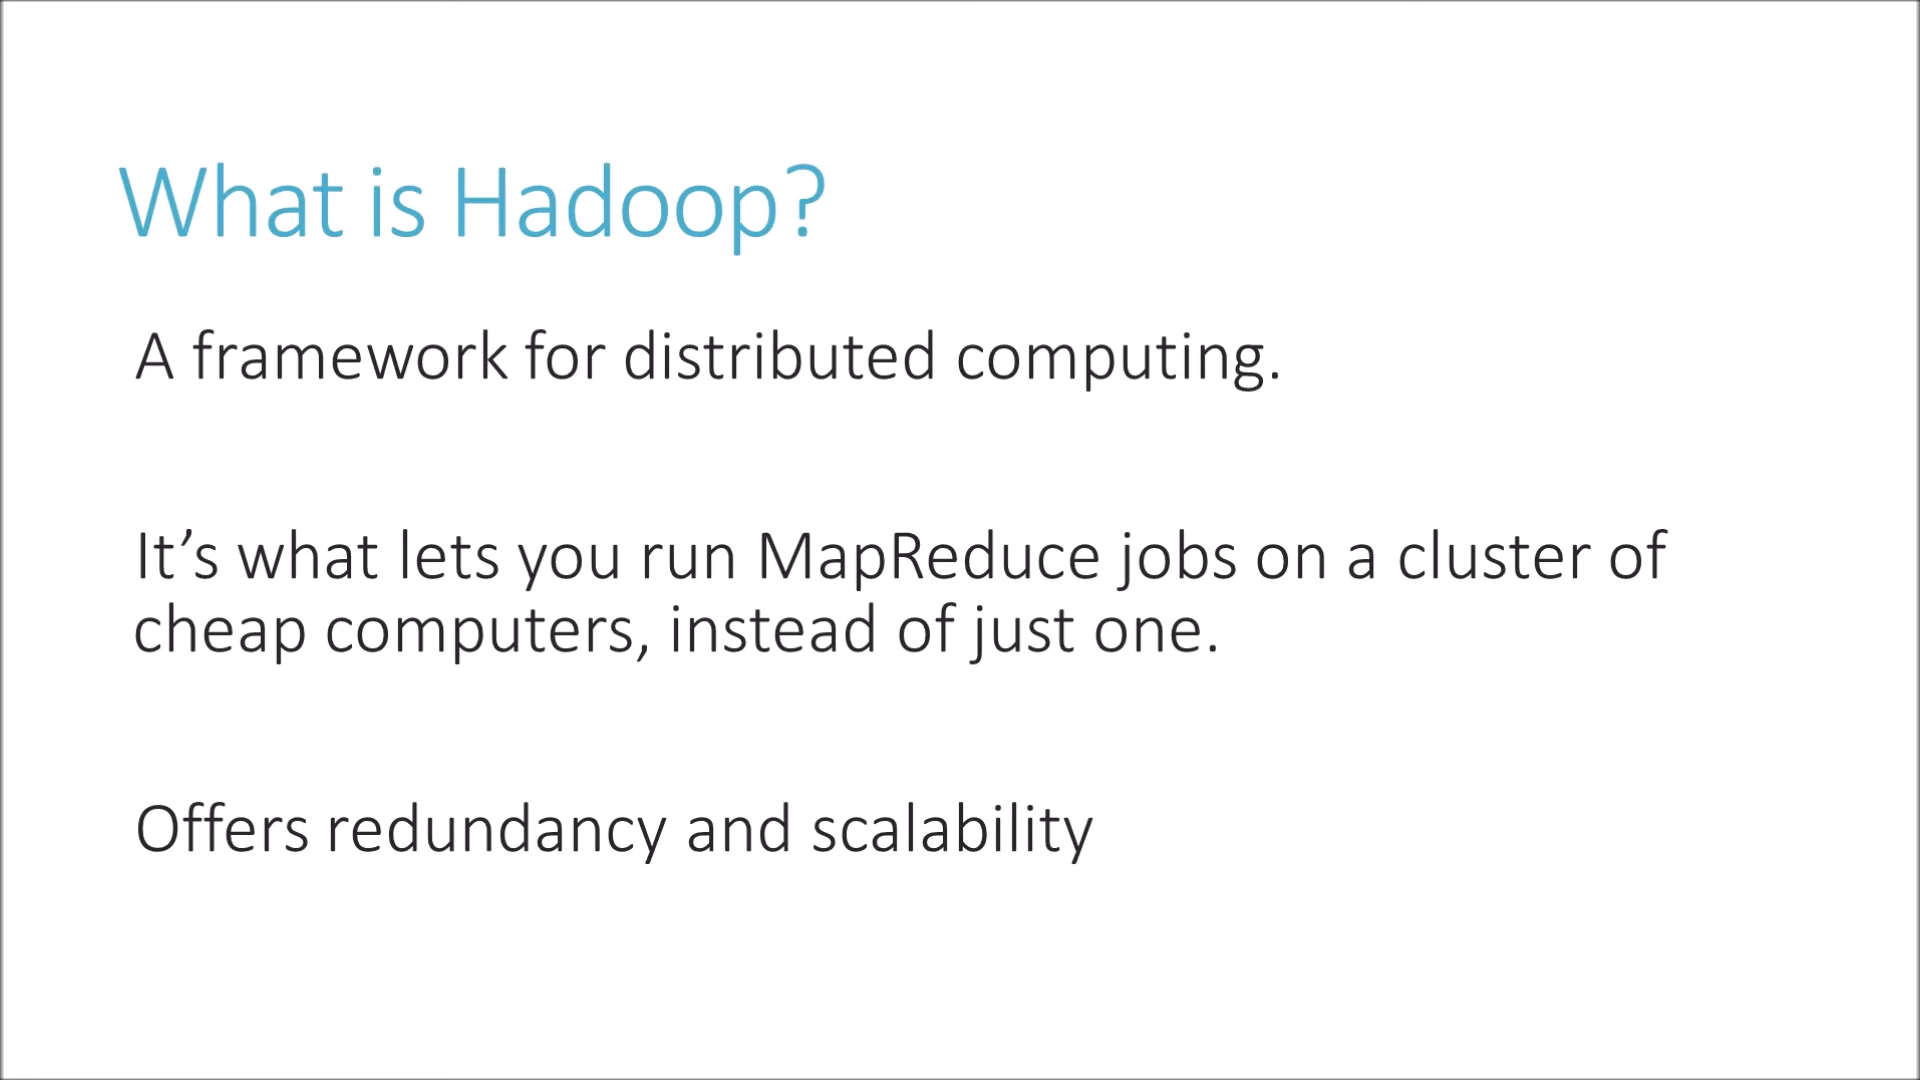 What is Hadoop?
A framework for distributed computing.
It’s what lets you run MapReduce jobs on a cluster of
cheap computers, instead of just one.
Offers redundancy and scalability